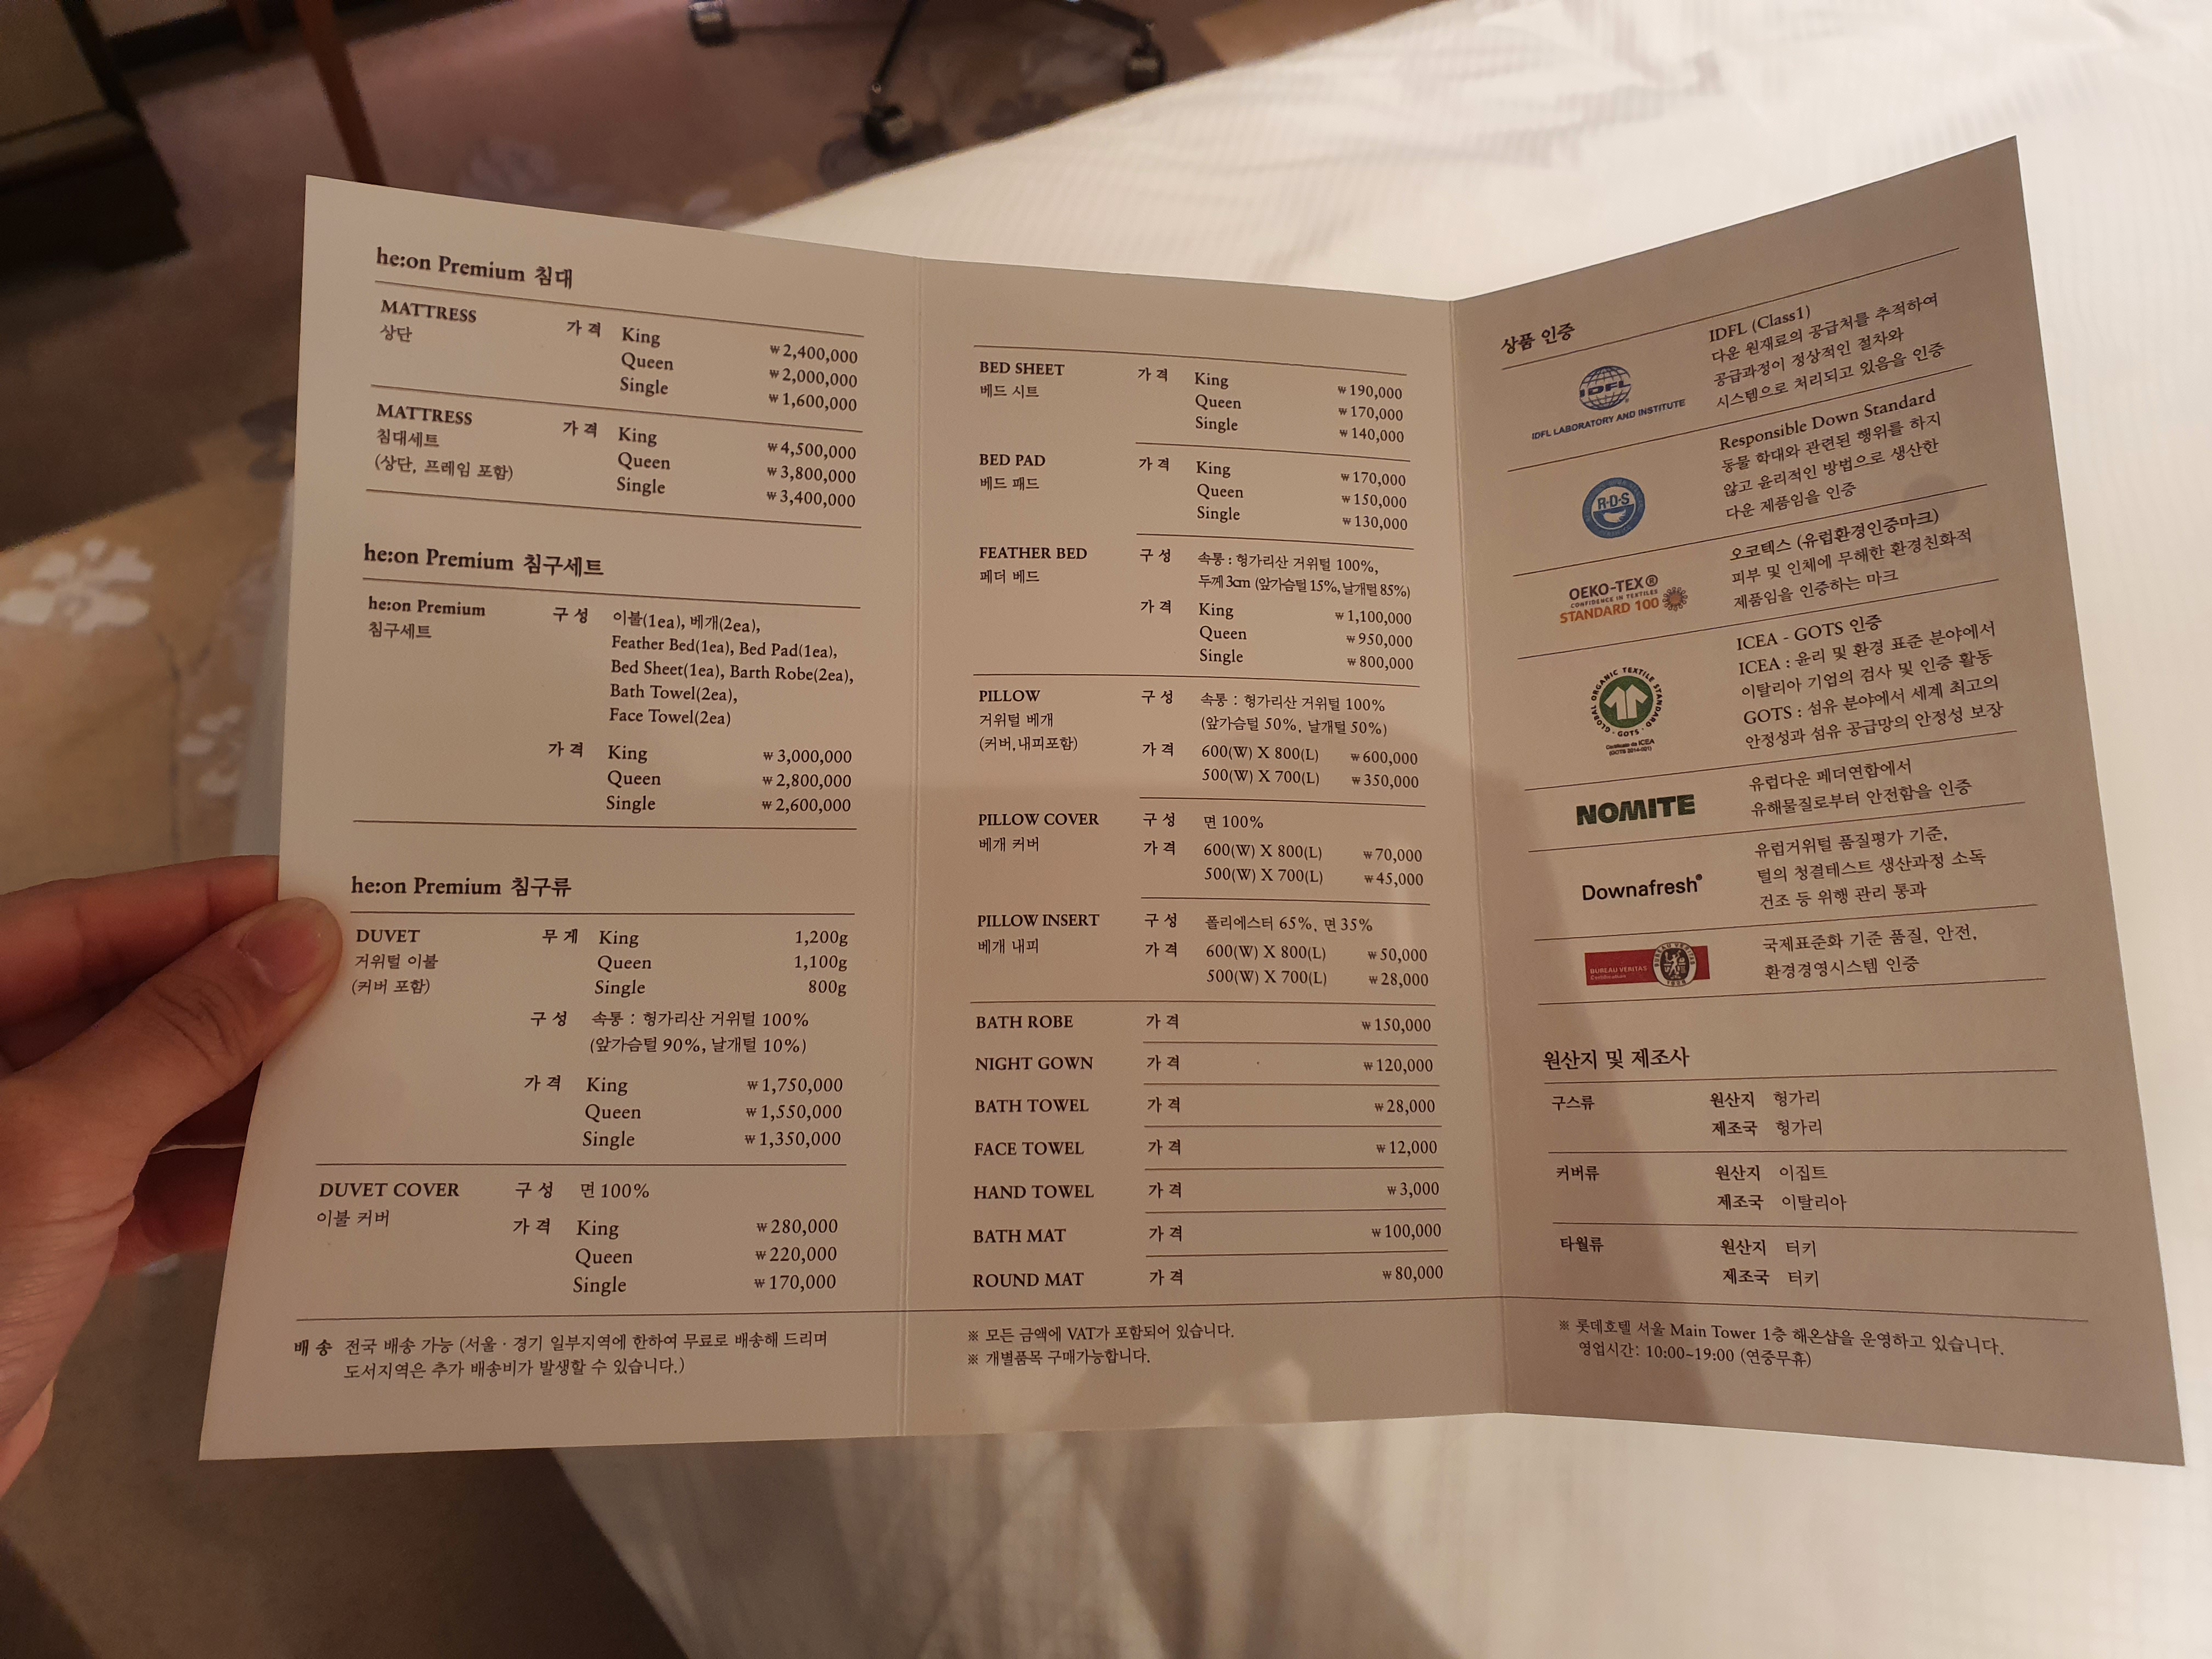 he:on Premium 침대
MATTRESS
상단
가 격 King ₩2,400,000
Queen ₩2,000,000
Single ₩1,600,000
MATTRESS
침대세트
(상단, 프레임 포함)
가 격 King ₩4,500,000
Queen ₩3,800,000
Single ₩3,400,000
he:on Premium 침구세트
he:on Premium
침구세트
구 성 이불(1ea), 베개(2ea),
Feather Bed(1ea), Bed Pad(1ea),
Bed Sheet(1ea), Barth Robe(2ea),
Bath Towel(2ea),
Face Towel(2ea)
가 격 King ₩3,000,000
Queen ₩2,800,000
Single ₩2,600,000
he:on Premium 침구류
DUVET
거위털 이불
(커버 포함)
무 게 King 1,200g
Queen 1,100g
Single 800g
구 성 속통 : 헝가리산 거위털 100%
(앞가슴털 90%, 날개털 10%)
가 격 King ₩1,750,000
Queen ₩1,550,000
Single ₩1,350,000
DUVET COVER
이불 커버
구 성 면 100%
가 격 King ₩280,000
Queen ₩220,000
Single ₩170,000
배 송 전국 배송 가능 (서울 · 경기 일부지역에 한하여 무료로 배송해 드리며
도서지역은 추가 배송비가 발생할 수 있습니다.)
BED SHEET
베드 시트
가 격 King ₩190,000
Queen ₩170,000
Single ₩140,000
BED PAD
베드 패드
가 격 King ₩170,000
Queen ₩150,000
Single ₩130,000
FEATHER BED
페더 베드
구 성 속통 : 헝가리산 거위털 100%,
두께 3cm (앞가슴털 15%, 날개털 85%)
가 격 King ₩1,100,000
Queen ₩950,000
Single ₩800,000
PILLOW
거위털 베개
(커버,내피포함)
구 성 속통 : 헝가리산 거위털 100%
(앞가슴털 50%, 날개털 50%)
가 격 600(W) X 800(L) ₩600,000
500(W) X 700(L) ₩350,000
PILLOW COVER
베개 커버
구 성 면 100%
가 격 600(W) X 800(L) ₩70,000
500(W) X 700(L) ₩45,000
PILLOW INSERT
베개 내피
구 성 폴리에스터 65%, 면 35%
가 격 600(W) X 800(L) ₩50,000
500(W) X 700(L) ₩28,000
BATH ROBE 가 격 ₩150,000
NIGHT GOWN 가 격 ₩120,000
BATH TOWEL 가 격 ₩28,000
FACE TOWEL 가 격 ₩12,000
HAND TOWEL 가 격 ₩3,000
BATH MAT 가 격 ₩100,000
ROUND MAT 가 격 ₩80,000
※ 모든 금액에 VAT가 포함되어 있습니다.
※ 개별품목 구매가능합니다.
상품 인증
IDFL
IDFL LABORATORY AND INSTITUTE
IDFL (Class1)
다운 원재료의 공급처를 추적하여
공급과정이 정상적인 절차와
시스템으로 처리되고 있음을 인증
R·D·S
Responsible Down Standard
동물 학대와 관련된 행위를 하지
않고 윤리적인 방법으로 생산한
다운 제품임을 인증
OEKO-TEX®
CONFIDENCE IN TEXTILES
STANDARD 100
오코텍스 (유럽환경인증마크)
피부 및 인체에 무해한 환경친화적
제품임을 인증하는 마크
GLOBAL ORGANIC TEXTILE STANDARD · GOTS ·
ICEA - GOTS 인증
ICEA : 윤리 및 환경 표준 분야에서
이탈리아 기업의 검사 및 인증 활동
GOTS : 섬유 분야에서 세계 최고의
안정성과 섬유 공급망의 안정성 보장
NOMITE
유럽다운 페더연합에서
유해물질로부터 안전함을 인증
Downafresh®
유럽거위털 품질평가 기준,
털의 청결테스트 생산과정 소독
건조 등 위행 관리 통과
BUREAU VERITAS
Certification
국제표준화 기준 품질, 안전,
환경경영시스템 인증
원산지 및 제조사
구스류 원산지 헝가리
제조국 헝가리
커버류 원산지 이집트
제조국 이탈리아
타월류 원산지 터키
제조국 터키
※ 롯데호텔 서울 Main Tower 1층 해온샵을 운영하고 있습니다.
영업시간: 10:00~19:00 (연중무휴)